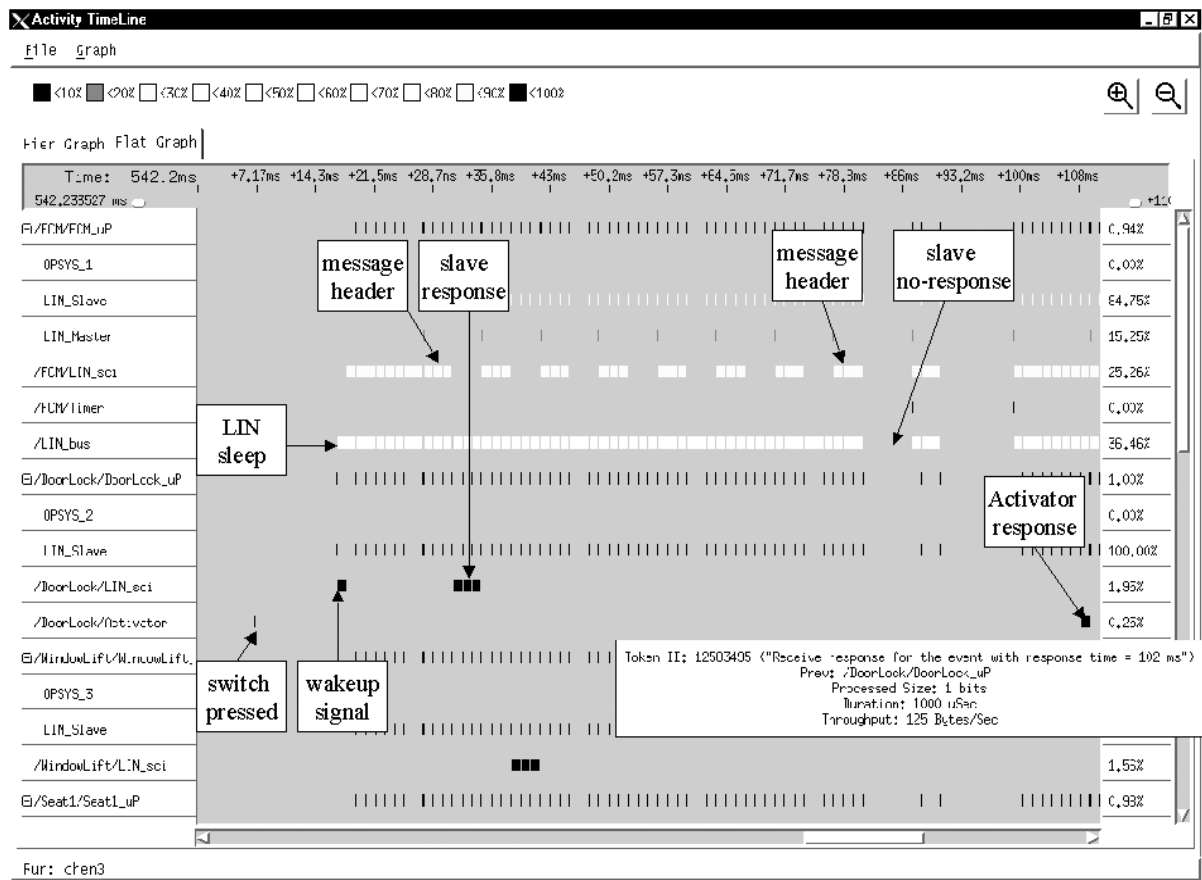 Activity TimeLine
File Graph
<10% <20% <30% <40% <50% <60% <70% <80% <90% <100%
Hier Graph Flat Graph
Time: 542.2ms +7.17ms +14.3ms +21.5ms +28.7ms +35.8ms +43ms +50.2ms +57.3ms +64.5ms +71.7ms +78.3ms +86ms +93.2ms +100ms +108ms
542.233527 ms +110
/FCM/FCM_uP 0.94%
message header
slave response
message header
slave no-response
OPSYS_1 0.00%
LIN_Slave 84.75%
LIN_Master 15.25%
/FCM/LIN_sci 25.26%
/FCM/Timer 0.00%
LIN sleep
/LIN_bus 36.46%
/DoorLock/DoorLock_uP 1.00%
Activator response
OPSYS_2 0.00%
LIN_Slave 100.00%
/DoorLock/LIN_sci 1.95%
/DoorLock/Activator 0.25%
/WindowLift/WindowLift_
Token ID: 12503495 ("Receive response for the event with response time = 102 ms")
Prev: /DoorLock/DoorLock_uP
Processed Size: 1 bits
Duration: 1000 uSec
Throughput: 125 Bytes/Sec
switch pressed
wakeup signal
OPSYS_3
LIN_Slave
/WindowLift/LIN_sci 1.56%
/Seat1/Seat1_uP 0.93%
Run: chen3